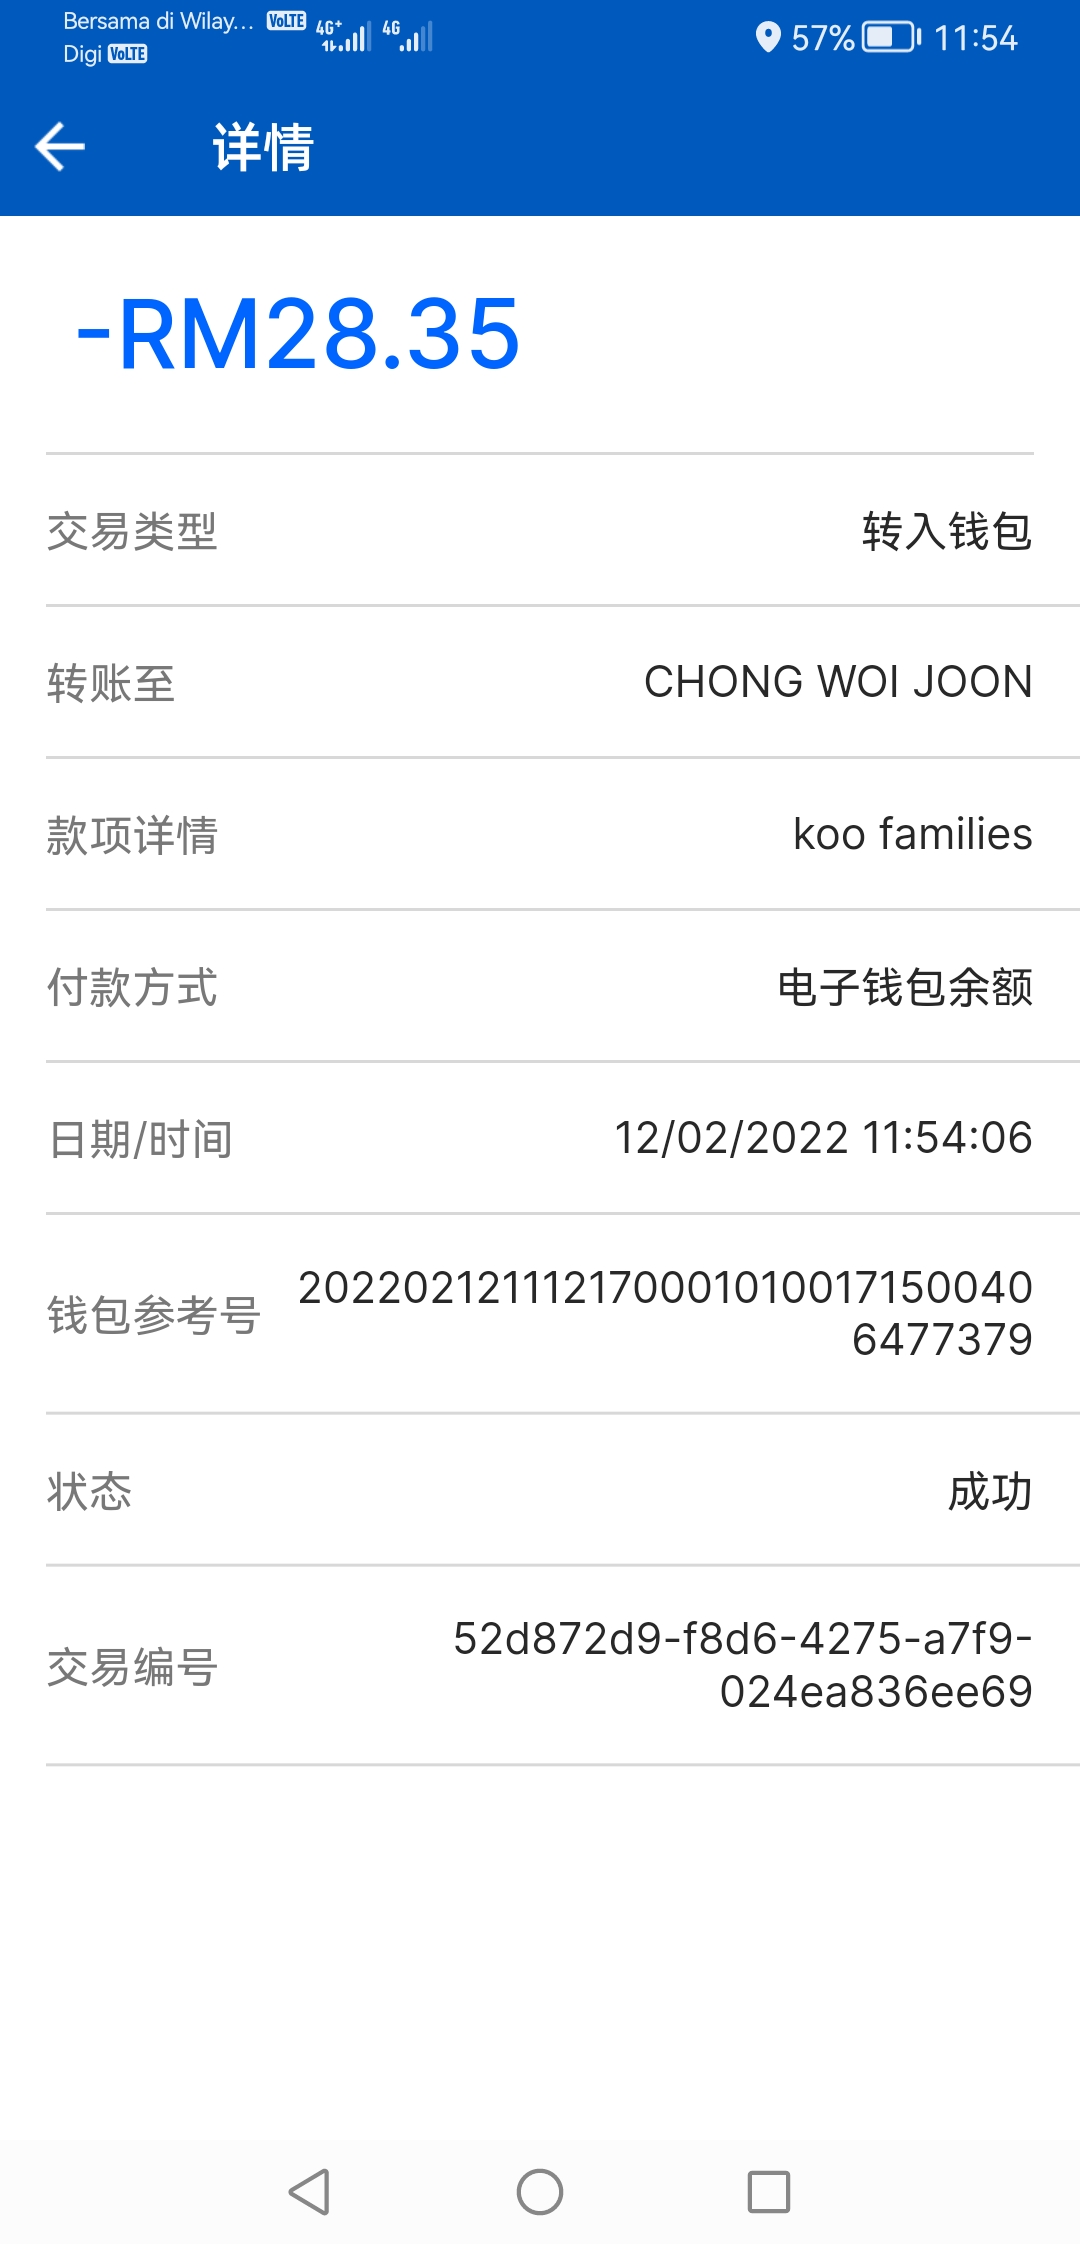 Bersama di Wilay... VoLTE 4G+ 4G 57% 11:54
Digi VoLTE
详情
-RM28.35
交易类型 转入钱包
转账至 CHONG WOI JOON
款项详情 koo families
付款方式 电子钱包余额
日期/时间 12/02/2022 11:54:06
钱包参考号 202202121112170001010017150040
6477379
状态 成功
交易编号 52d872d9-f8d6-4275-a7f9-
024ea836ee69